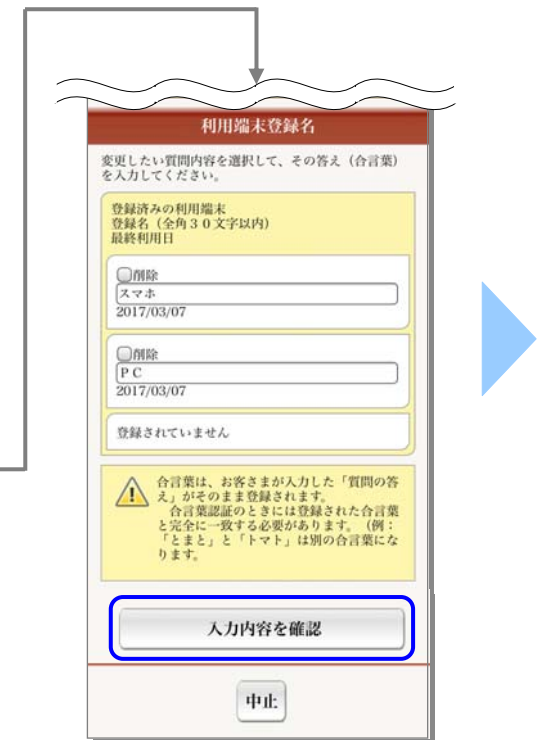 利用端末登録名
変更したい質問内容を選択して、その答え（合言葉）
を入力してください。
登録済みの利用端末
登録名（全角３０文字以内）
最終利用日
削除
スマホ
2017/03/07
削除
ＰＣ
2017/03/07
登録されていません
合言葉は、お客さまが入力した「質問の答
え」がそのまま登録されます。
　合言葉認証のときには登録された合言葉
と完全に一致する必要があります。（例：
「とまと」と「トマト」は別の合言葉にな
ります。
入力内容を確認
中止